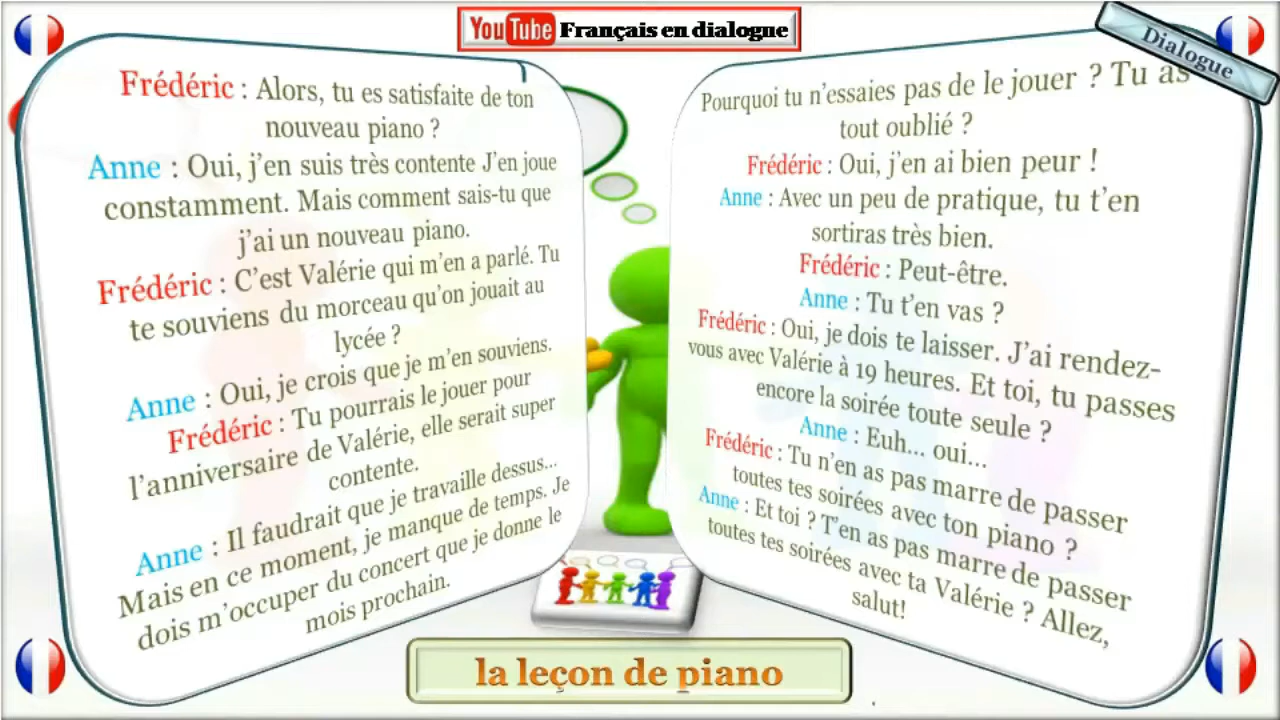 YouTube Français en dialogue
Dialogue
Frédéric : Alors, tu es satisfaite de ton
nouveau piano ?
Anne : Oui, j’en suis très contente J’en joue
constamment. Mais comment sais-tu que
j’ai un nouveau piano.
Frédéric : C’est Valérie qui m’en a parlé. Tu
te souviens du morceau qu’on jouait au
lycée ?
Anne : Oui, je crois que je m’en souviens.
Frédéric : Tu pourrais le jouer pour
l’anniversaire de Valérie, elle serait super
contente.
Anne : Il faudrait que je travaille dessus...
Mais en ce moment, je manque de temps. Je
dois m’occuper du concert que je donne le
mois prochain.
Pourquoi tu n’essaies pas de le jouer ? Tu as
tout oublié ?
Frédéric : Oui, j’en ai bien peur !
Anne : Avec un peu de pratique, tu t’en
sortiras très bien.
Frédéric : Peut-être.
Anne : Tu t’en vas ?
Frédéric : Oui, je dois te laisser. J’ai rendez-
vous avec Valérie à 19 heures. Et toi, tu passes
encore la soirée toute seule ?
Anne : Euh... oui...
Frédéric : Tu n’en as pas marre de passer
toutes tes soirées avec ton piano ?
Anne : Et toi ? T’en as pas marre de passer
toutes tes soirées avec ta Valérie ? Allez,
salut!
la leçon de piano